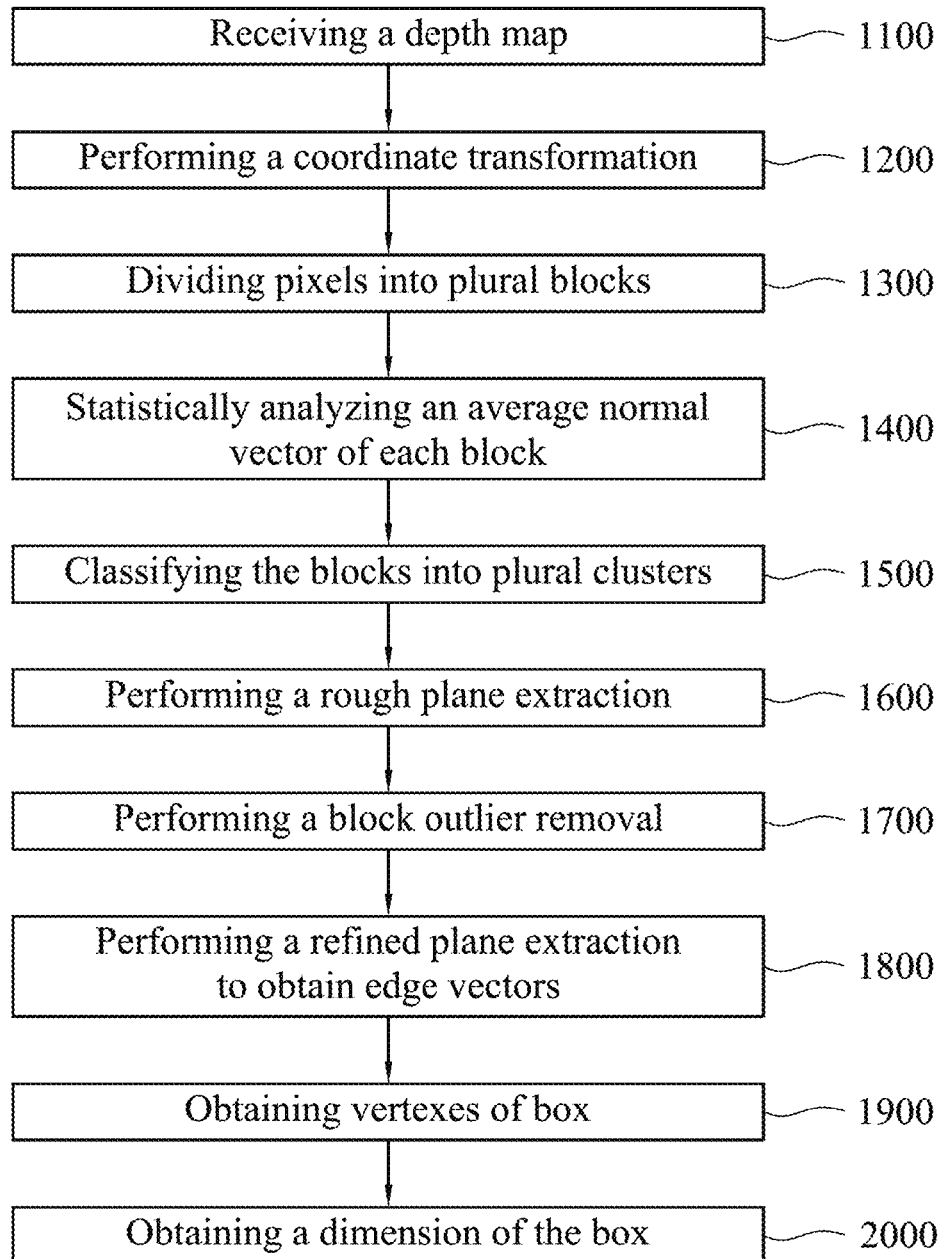 Receiving a depth map
1100
Performing a coordinate transformation
1200
Dividing pixels into plural blocks
1300
Statistically analyzing an average normal
vector of each block
1400
Classifying the blocks into plural clusters
1500
Performing a rough plane extraction
1600
Performing a block outlier removal
1700
Performing a refined plane extraction
to obtain edge vectors
1800
Obtaining vertexes of box
1900
Obtaining a dimension of the box
2000